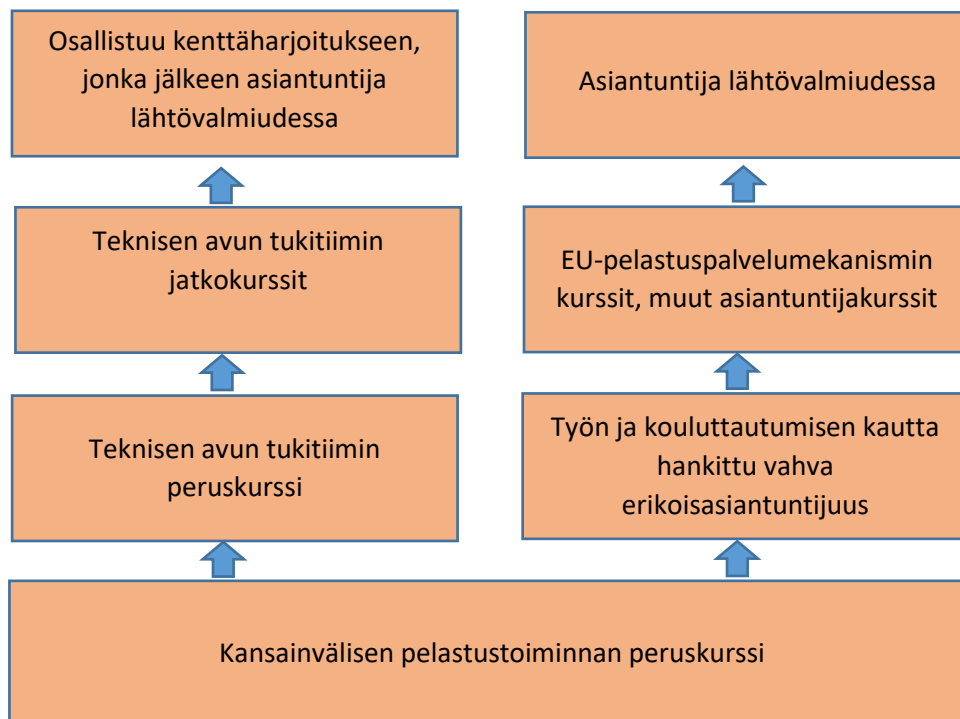 Osallistuu kenttäharjoitukseen,
jonka jälkeen asiantuntija
lähtövalmiudessa
Asiantuntija lähtövalmiudessa
Teknisen avun tukitiimin
jatkokurssit
EU-pelastuspalvelumekanismin
kurssit, muut asiantuntijakurssit
Teknisen avun tukitiimin
peruskurssi
Työn ja kouluttautumisen kautta
hankittu vahva
erikoisasiantuntijuus
Kansainvälisen pelastustoiminnan peruskurssi